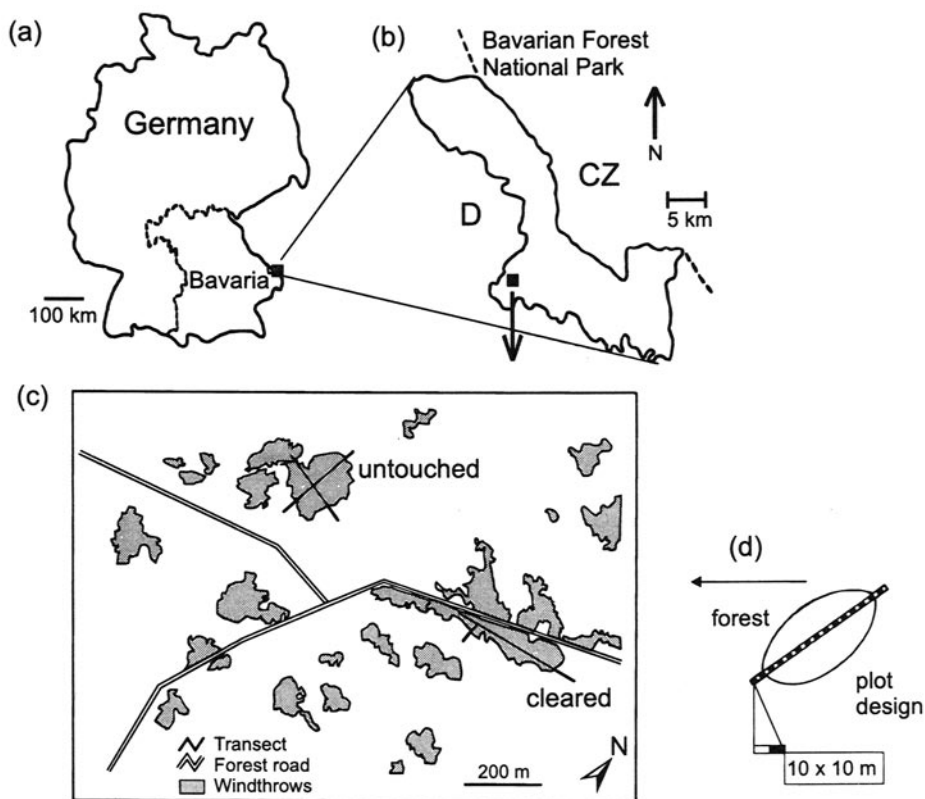 (a)
Germany
Bavaria
100 km
(b)
Bavarian Forest
National Park
N
CZ
D
5 km
(c)
untouched
cleared
Transect
Forest road
Windthrows
200 m
N
(d)
forest
plot
design
10 x 10 m